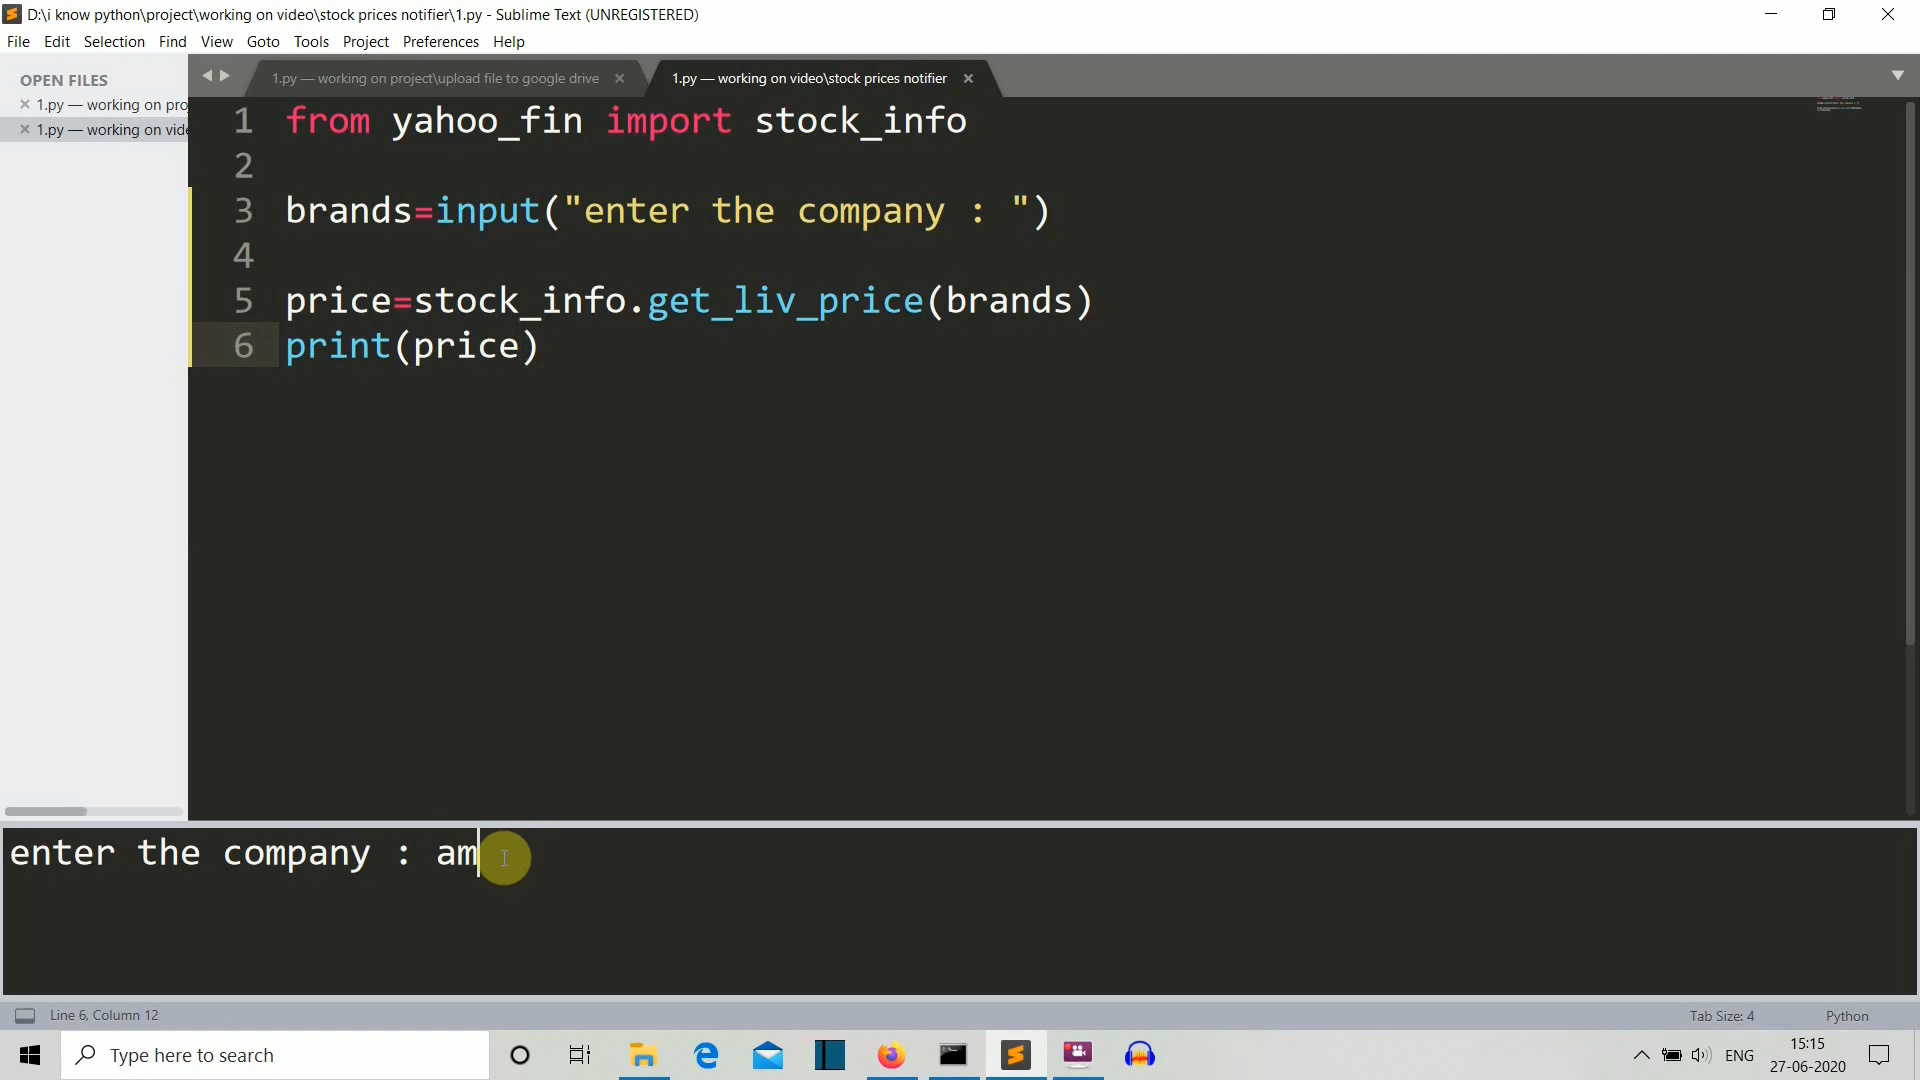 D:\i know python\project\working on video\stock prices notifier\1.py - Sublime Text (UNREGISTERED)
File Edit Selection Find View Goto Tools Project Preferences Help
OPEN FILES
1.py — working on pro
1.py — working on vide
1.py — working on project\upload file to google drive
1.py — working on video\stock prices notifier
1 from yahoo_fin import stock_info
2
3 brands=input("enter the company : ")
4
5 price=stock_info.get_liv_price(brands)
6 print(price)
enter the company : am
Line 6, Column 12
Tab Size: 4
Python
Type here to search
ENG
15:15
27-06-2020